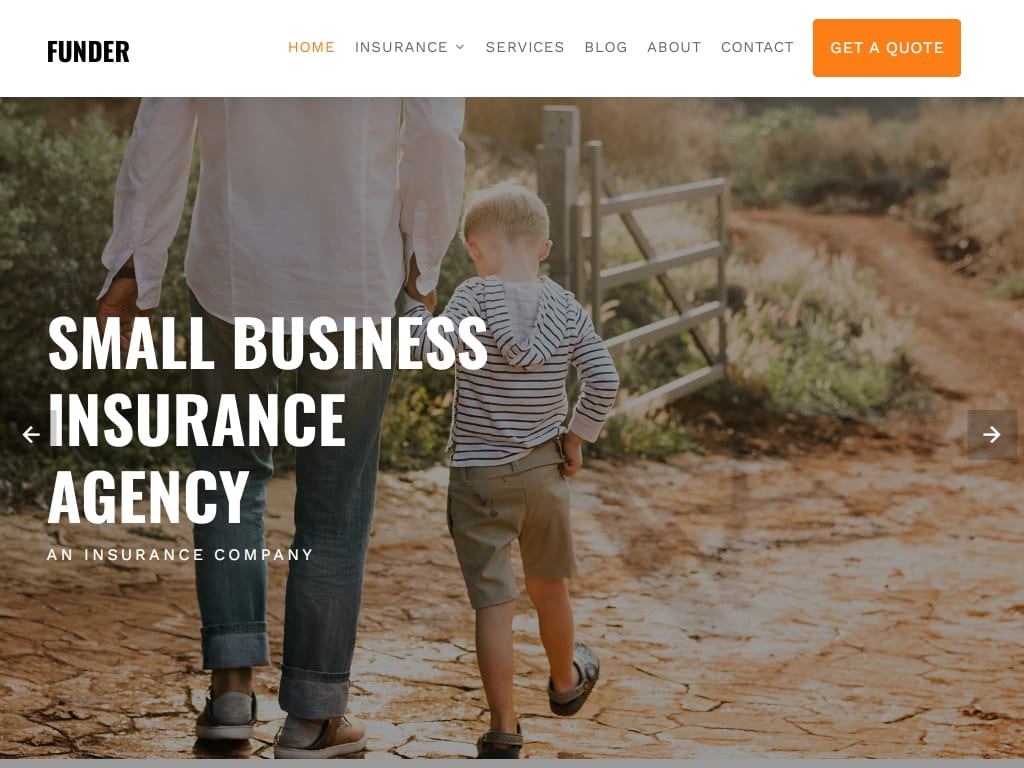 FUNDER
HOME INSURANCE SERVICES BLOG ABOUT CONTACT GET A QUOTE
SMALL BUSINESS
INSURANCE
AGENCY
AN INSURANCE COMPANY